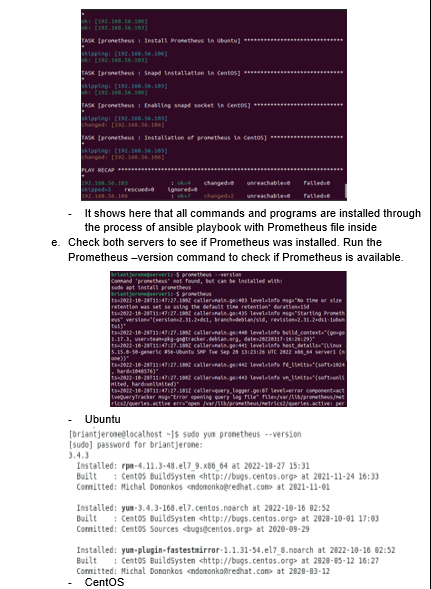 ok: [192.168.56.106]
ok: [192.168.56.103]
TASK [prometheus : Install Prometheus in Ubuntu] ******************************
*
skipping: [192.168.56.106]
ok: [192.168.56.103]
TASK [prometheus : Snapd installation in CentOS] ******************************
*
skipping: [192.168.56.103]
ok: [192.168.56.106]
TASK [prometheus : Enabling snapd socket in CentOS] ***************************
*
skipping: [192.168.56.103]
changed: [192.168.56.106]
TASK [prometheus : Installation of prometheus in CentOS] **********************
*
skipping: [192.168.56.103]
changed: [192.168.56.106]
PLAY RECAP ********************************************************************
*
192.168.56.103 : ok=4 changed=0 unreachable=0 failed=0
skipped=3 rescued=0 ignored=0
192.168.56.106 : ok=7 changed=2 unreachable=0 failed=0
- It shows here that all commands and programs are installed through
the process of ansible playbook with Prometheus file inside
e. Check both servers to see if Prometheus was installed. Run the
Prometheus –version command to check if Prometheus is available.
briantjerome@server1:~$ prometheus --version
Command 'prometheus' not found, but can be installed with:
sudo apt install prometheus
briantjerome@server1:~$ prometheus
ts=2022-10-28T11:47:27.180Z caller=main.go:403 level=info msg="No time or size
retention was set so using the default time retention" duration=15d
ts=2022-10-28T11:47:27.180Z caller=main.go:435 level=info msg="Starting Prometh
eus" version="(version=2.31.2+ds1, branch=debian/sid, revision=2.31.2+ds1-1ubun
tu1)"
ts=2022-10-28T11:47:27.180Z caller=main.go:440 level=info build_context="(go=go
1.17.3, user=team+pkg-go@tracker.debian.org, date=20220317-16:26:29)"
ts=2022-10-28T11:47:27.180Z caller=main.go:441 level=info host_details="(Linux
5.15.0-50-generic #56-Ubuntu SMP Tue Sep 20 13:23:26 UTC 2022 x86_64 server1 (n
one))"
ts=2022-10-28T11:47:27.180Z caller=main.go:442 level=info fd_limits="(soft=1024
, hard=1048576)"
ts=2022-10-28T11:47:27.180Z caller=main.go:443 level=info vm_limits="(soft=unli
mited, hard=unlimited)"
ts=2022-10-28T11:47:27.181Z caller=query_logger.go:87 level=error component=act
iveQueryTracker msg="Error opening query log file" file=/var/lib/prometheus/met
rics2/queries.active err="open /var/lib/prometheus/metrics2/queries.active: per
- Ubuntu
[briantjerome@localhost ~]$ sudo yum prometheus --version
[sudo] password for briantjerome:
3.4.3
Installed: rpm-4.11.3-48.el7_9.x86_64 at 2022-10-27 15:31
Built : CentOS BuildSystem <http://bugs.centos.org> at 2021-11-24 16:33
Committed: Michal Domonkos <mdomonko@redhat.com> at 2021-11-01
Installed: yum-3.4.3-168.el7.centos.noarch at 2022-10-16 02:52
Built : CentOS BuildSystem <http://bugs.centos.org> at 2020-10-01 17:03
Committed: CentOS Sources <bugs@centos.org> at 2020-09-29
Installed: yum-plugin-fastestmirror-1.1.31-54.el7_8.noarch at 2022-10-16 02:52
Built : CentOS BuildSystem <http://bugs.centos.org> at 2020-05-12 16:27
Committed: Michal Domonkos <mdomonko@redhat.com> at 2020-03-12
- CentOS